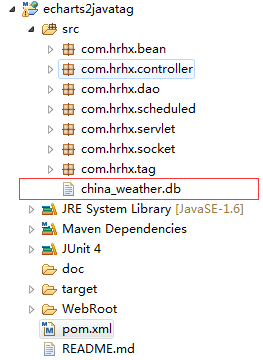 echarts2javatag
src
com.hrhx.bean
com.hrhx.controller
com.hrhx.dao
com.hrhx.scheduled
com.hrhx.servlet
com.hrhx.socket
com.hrhx.tag
china_weather.db
JRE System Library [JavaSE-1.6]
Maven Dependencies
JUnit 4
doc
target
WebRoot
pom.xml
README.md